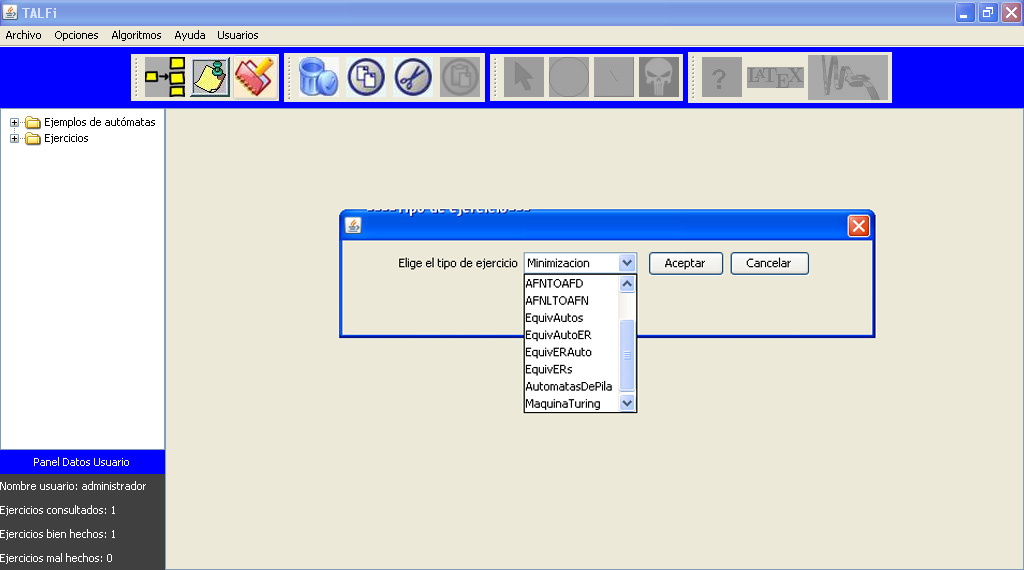 TALFi
Archivo Opciones Algoritmos Ayuda Usuarios
? LATEX
Ejemplos de autómatas
Ejercicios
Tipo de ejercicio
Elige el tipo de ejercicio Minimizacion Aceptar Cancelar
AFNTOAFD
AFNLTOAFN
EquivAutos
EquivAutoER
EquivERAuto
EquivERs
AutomatasDePila
MaquinaTuring
Panel Datos Usuario
Nombre usuario: administrador
Ejercicios consultados: 1
Ejercicios bien hechos: 1
Ejercicios mal hechos: 0